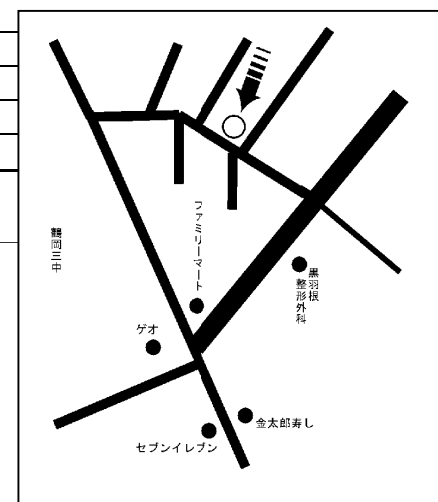 鶴岡三中
ファミリーマート
黒羽根
整形外科
ゲオ
金太郎寿し
セブンイレブン